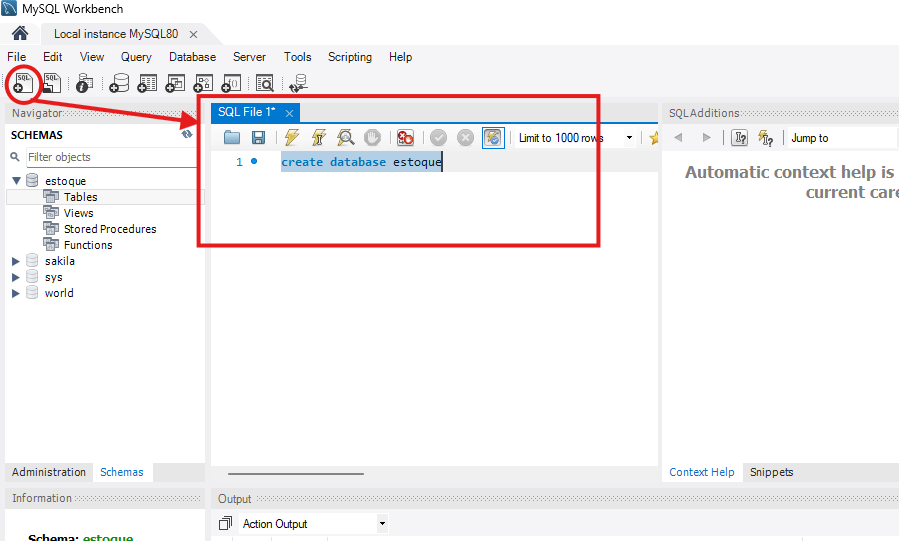 MySQL Workbench
Local instance MySQL80
File Edit View Query Database Server Tools Scripting Help
SQL SQL
Navigator
SCHEMAS
Filter objects
estoque
Tables
Views
Stored Procedures
Functions
sakila
sys
world
Administration Schemas
Information
Schema: estoque
SQL File 1*
Limit to 1000 rows
1 create database estoque
Output
Action Output
SQLAdditions
Jump to
Automatic context help is
current care
Context Help Snippets